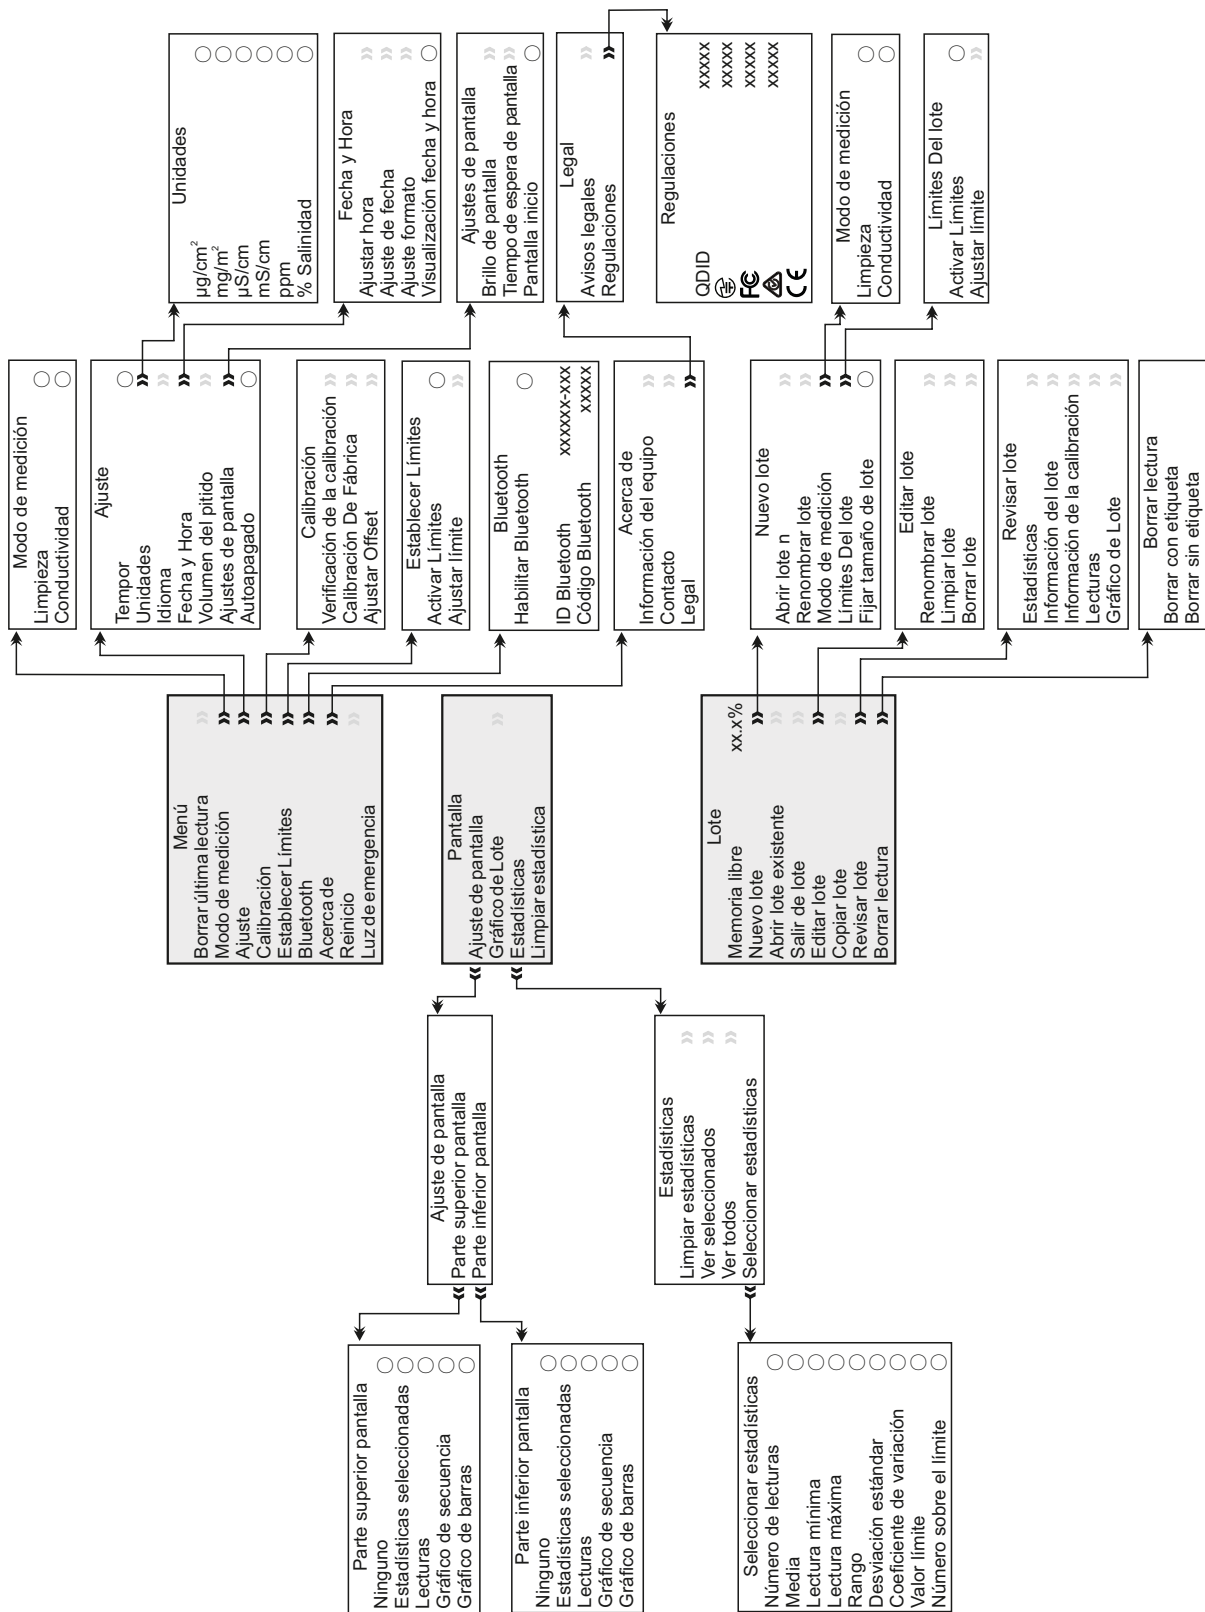 Menú
Borrar última lectura
Modo de medición
Ajuste
Calibración
Establecer Límites
Bluetooth
Acerca de
Reinicio
Luz de emergencia
Modo de medición
Limpieza
Conductividad
Ajuste
Tempor
Unidades
Idioma
Fecha y Hora
Volumen del pitido
Ajustes de pantalla
Autoapagado
Calibración
Verificación de la calibración
Calibración De Fábrica
Ajustar Offset
Establecer Límites
Activar Límites
Ajustar límite
Bluetooth
Habilitar Bluetooth
ID Bluetooth xxxxxx-xxx
Código Bluetooth xxxxx
Acerca de
Información del equipo
Contacto
Legal
Unidades
µg/cm²
mg/m²
µS/cm
mS/cm
ppm
% Salinidad
Fecha y Hora
Ajustar hora
Ajuste de fecha
Ajuste formato
Visualización fecha y hora
Ajustes de pantalla
Brillo de pantalla
Tiempo de espera de pantalla
Pantalla inicio
Legal
Avisos legales
Regulaciones
Regulaciones
QDID xxxxx
xxxxx
FC xxxxx
xxxxx
CE
Pantalla
Ajuste de pantalla
Gráfico de Lote
Estadísticas
Limpiar estadística
Ajuste de pantalla
Parte superior pantalla
Parte inferior pantalla
Parte superior pantalla
Ninguno
Estadísticas seleccionadas
Lecturas
Gráfico de secuencia
Gráfico de barras
Parte inferior pantalla
Ninguno
Estadísticas seleccionadas
Lecturas
Gráfico de secuencia
Gráfico de barras
Estadísticas
Limpiar estadísticas
Ver seleccionados
Ver todos
Seleccionar estadísticas
Seleccionar estadísticas
Número de lecturas
Media
Lectura mínima
Lectura máxima
Rango
Desviación estándar
Coeficiente de variación
Valor límite
Número sobre el límite
Lote
Memoria libre xx.x%
Nuevo lote
Abrir lote existente
Salir de lote
Editar lote
Copiar lote
Revisar lote
Borrar lectura
Nuevo lote
Abrir lote n
Renombrar lote
Modo de medición
Límites Del lote
Fijar tamaño de lote
Editar lote
Renombrar lote
Limpiar lote
Borrar lote
Revisar lote
Estadísticas
Información del lote
Información de la calibración
Lecturas
Gráfico de Lote
Borrar lectura
Borrar con etiqueta
Borrar sin etiqueta
Modo de medición
Limpieza
Conductividad
Límites Del lote
Activar Límites
Ajustar límite